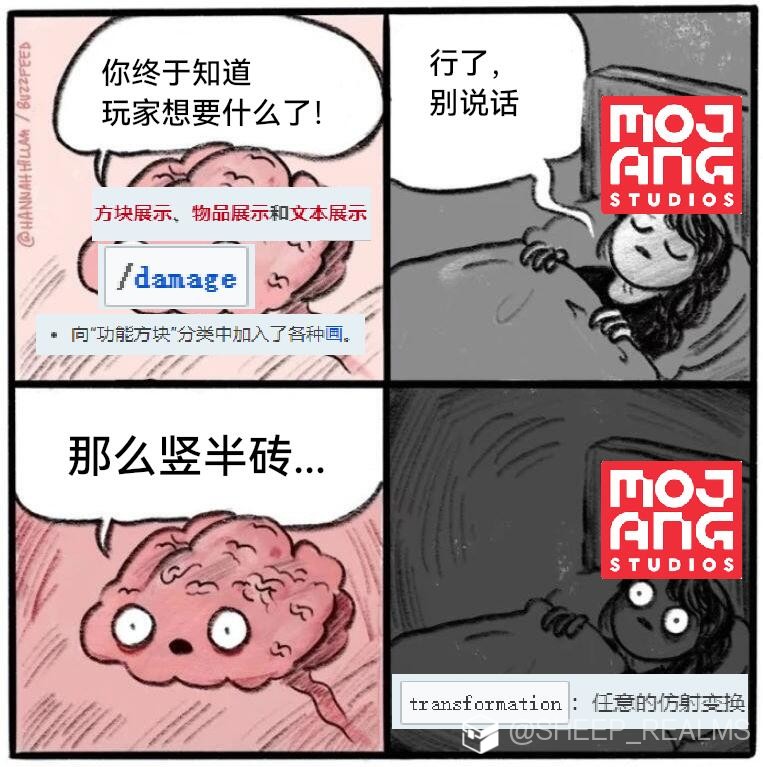 @HANNAHHILLAM / BUZZFEED
你终于知道
玩家想要什么了!
方块展示、物品展示和文本展示
/damage
• 向“功能方块”分类中加入了各种画。
行了，
别说话
MOJ
ANG
STUDIOS
那么竖半砖...
MOJ
ANG
STUDIOS
transformation：任意的仿射变换
@SHEEP_REALMS